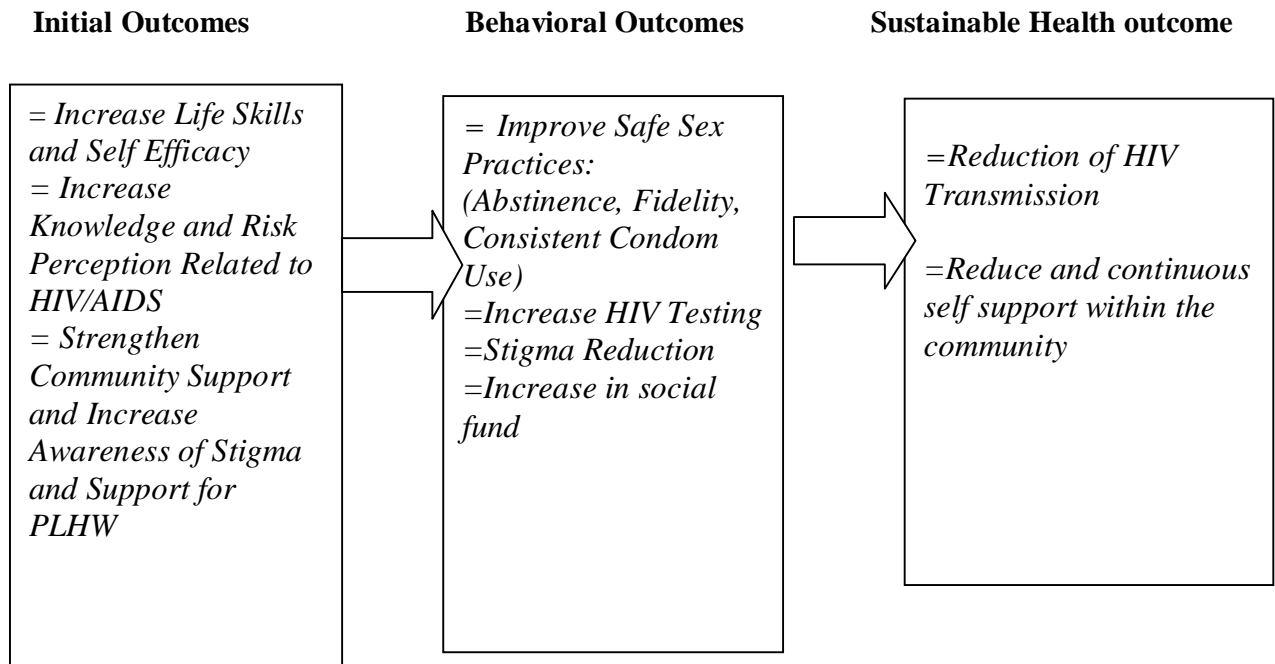 Initial Outcomes
Behavioral Outcomes
Sustainable Health outcome
= Increase Life Skills
and Self Efficacy
= Increase
Knowledge and Risk
Perception Related to
HIV/AIDS
= Strengthen
Community Support
and Increase
Awareness of Stigma
and Support for
PLHW
= Improve Safe Sex
Practices:
(Abstinence, Fidelity,
Consistent Condom
Use)
=Increase HIV Testing
=Stigma Reduction
=Increase in social
fund
=Reduction of HIV
Transmission
=Reduce and continuous
self support within the
community